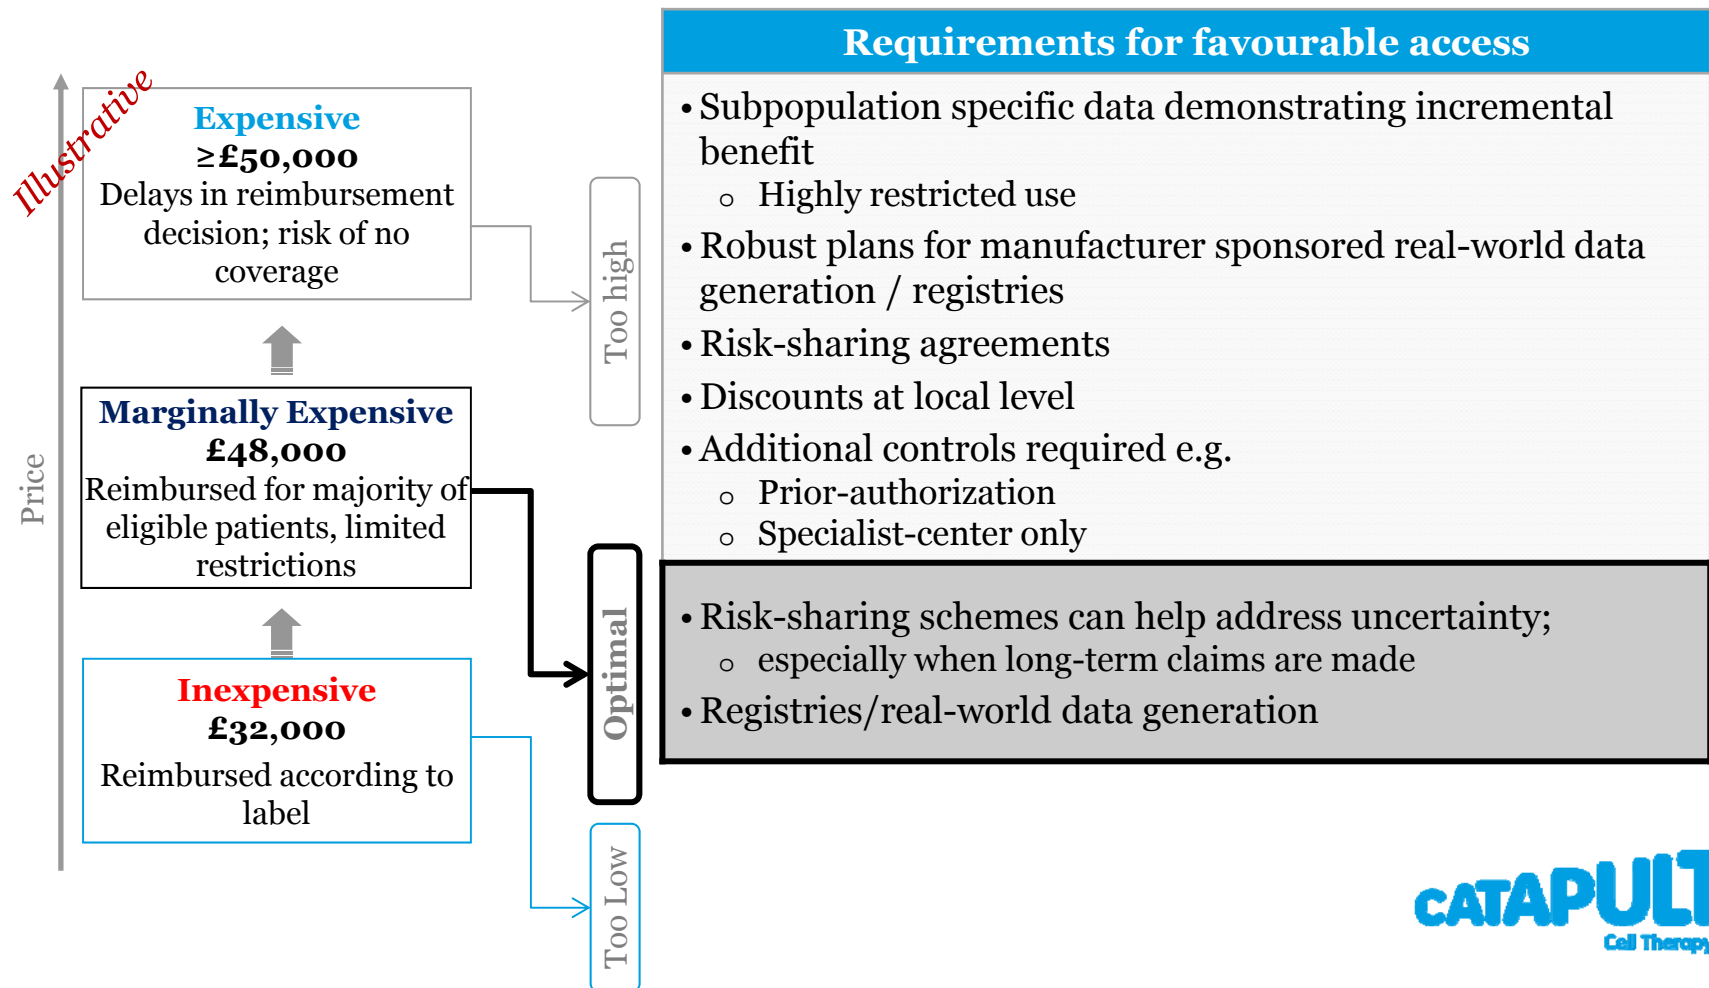 Illustrative
Price
Expensive
≥£50,000
Delays in reimbursement
decision; risk of no
coverage
Marginally Expensive
£48,000
Reimbursed for majority of
eligible patients, limited
restrictions
Inexpensive
£32,000
Reimbursed according to
label
Too high
Optimal
Too Low
Requirements for favourable access
• Subpopulation specific data demonstrating incremental
benefit
o Highly restricted use
• Robust plans for manufacturer sponsored real-world data
generation / registries
• Risk-sharing agreements
• Discounts at local level
• Additional controls required e.g.
o Prior-authorization
o Specialist-center only
• Risk-sharing schemes can help address uncertainty;
o especially when long-term claims are made
• Registries/real-world data generation
CATAPULT
Cell Therapy